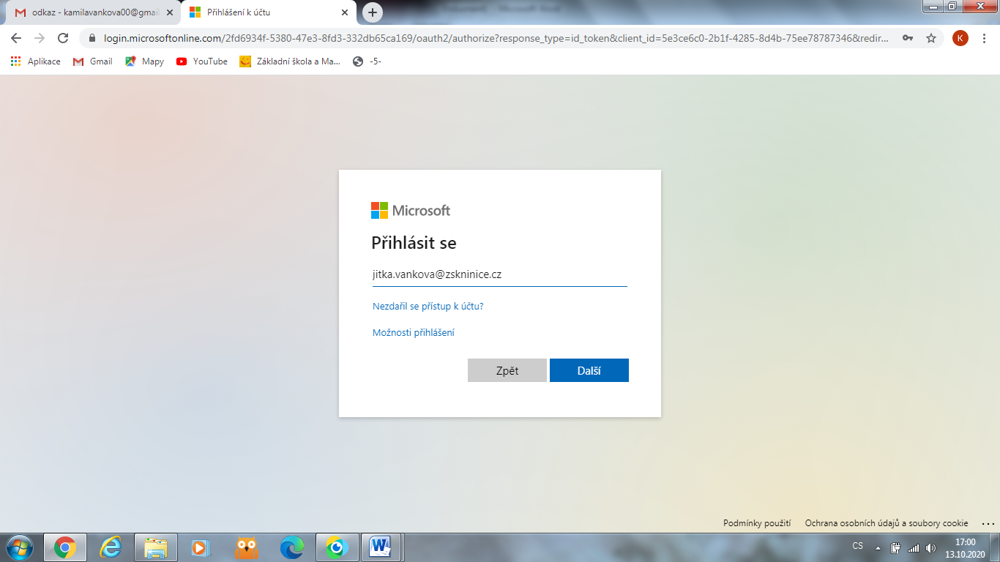 odkaz - kamilavankova00@gmai
Přihlášení k účtu
login.microsoftonline.com/2fd6934f-5380-47e3-8fd3-332db65ca169/oauth2/authorize?response_type=id_token&client_id=5e3ce6c0-2b1f-4285-8d4b-75ee78787346&redir...
K
Aplikace
Gmail
Mapy
YouTube
Základní škola a Ma...
-5-
Microsoft
Přihlásit se
jitka.vankova@zskninice.cz
Nezdařil se přístup k účtu?
Možnosti přihlášení
Zpět
Další
Podmínky použití
Ochrana osobních údajů a soubory cookie
CS
17:00
13.10.2020